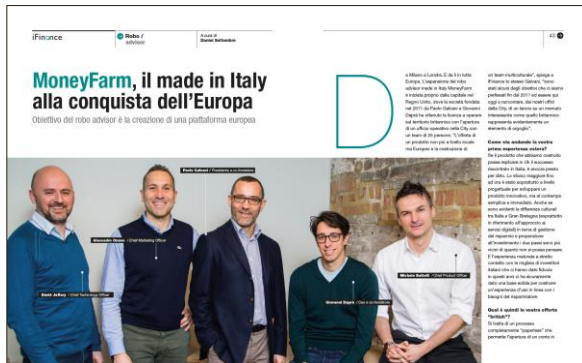 iFinance
Robo /
advisor
A cura di
Daniel Settembre
43
MoneyFarm, il made in Italy
alla conquista dell'Europa
Obiettivo del robo advisor è la creazione di una piattaforma europea
Paolo Galvani / Presidente e co-fondatore
Alessandro Onano / Chief Marketing Officer
David Jeffery / Chief Technology Officer
Giovanni Daprà / Ceo e co-fondatore
Michele Battelli / Chief Product Officer
D
a Milano a Londra. E da lì in tutta
Europa. L'espansione del robo
advisor made in Italy MoneyFarm
è iniziata proprio dalla capitale nel
Regno Unito, dove la società fondata
nel 2011 da Paolo Galvani e Giovanni
Daprà ha ottenuto la licenza a operare
sul territorio britannico con l'apertura
di un ufficio operativo nella City con
un team di 25 persone. "L'offerta di
un prodotto non più a livello locale
ma Europeo e la costruzione di
un team multiculturale", spiega a
iFinance lo stesso Galvani, "sono
stati alcuni degli obiettivi che ci siamo
prefissati fin dal 2011 ed essere qui
oggi a raccontare, dai nostri uffici
della City, di un lavoro su un mercato
interessante come quello britannico
rappresenta evidentemente un
elemento di orgoglio".
Come sta andando la vostra
prima esperienza estera?
Se il prodotto che abbiamo costruito
possa replicare in Uk il successo
riscontrato in Italia, è ancora presto
per dirlo. Lo sforzo maggiore fino
ad ora è stato soprattutto a livello
progettuale per sviluppare un
prodotto innovativo, ma al contempo
semplice e immediato. Anche se
sono evidenti le differenze culturali
tra Italia e Gran Bretagna (soprattutto
in riferimento all'approccio ai
servizi digitali) in tema di gestione
del risparmio e propensione
all'investimento i due paesi sono più
vicini di quanto non si possa pensare.
E l'esperienza maturata a stretto
contatto con le migliaia di investitori
italiani che ci hanno dato fiducia
in questi anni ci ha sicuramente
dato una base solida per costruire
un'esperienza d'uso in linea con i
bisogni del risparmiatore.
Qual è quindi la vostra offerta
"british"?
Si tratta di un processo
completamente "paperless" che
permette l'apertura di un conto in